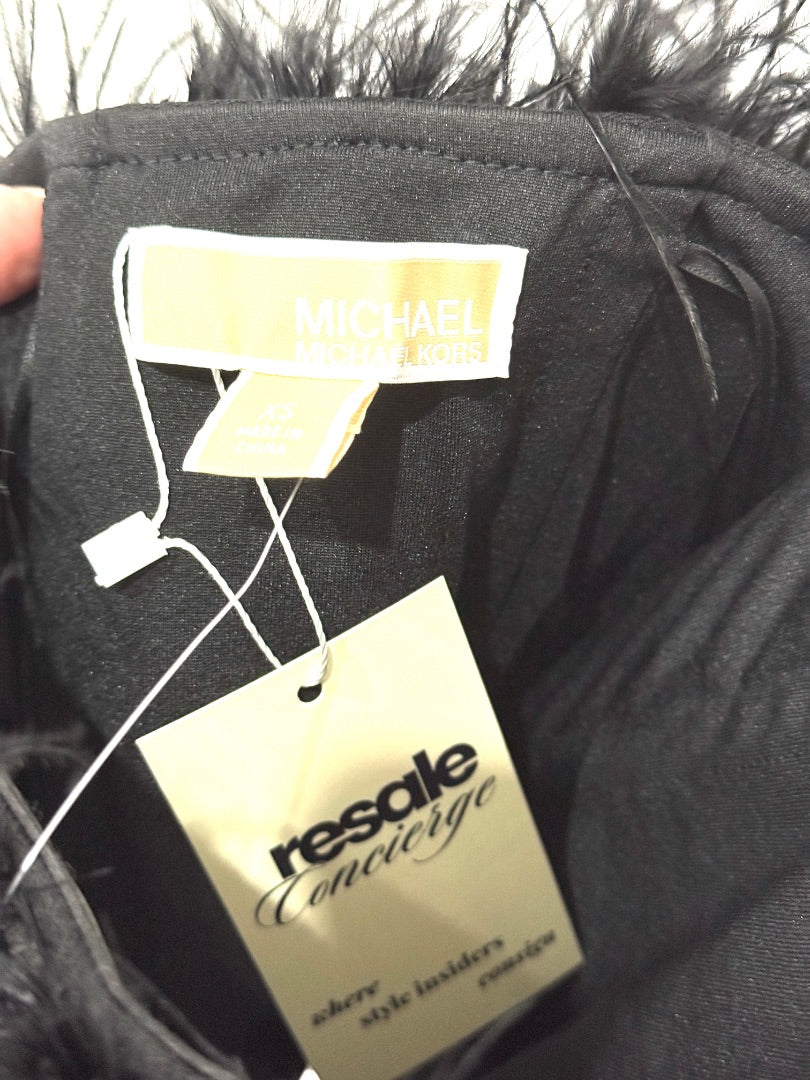 MICHAEL
MICHAEL KORS
XS
MADE IN
CHINA
resale
Concierge
where
style insiders
consign